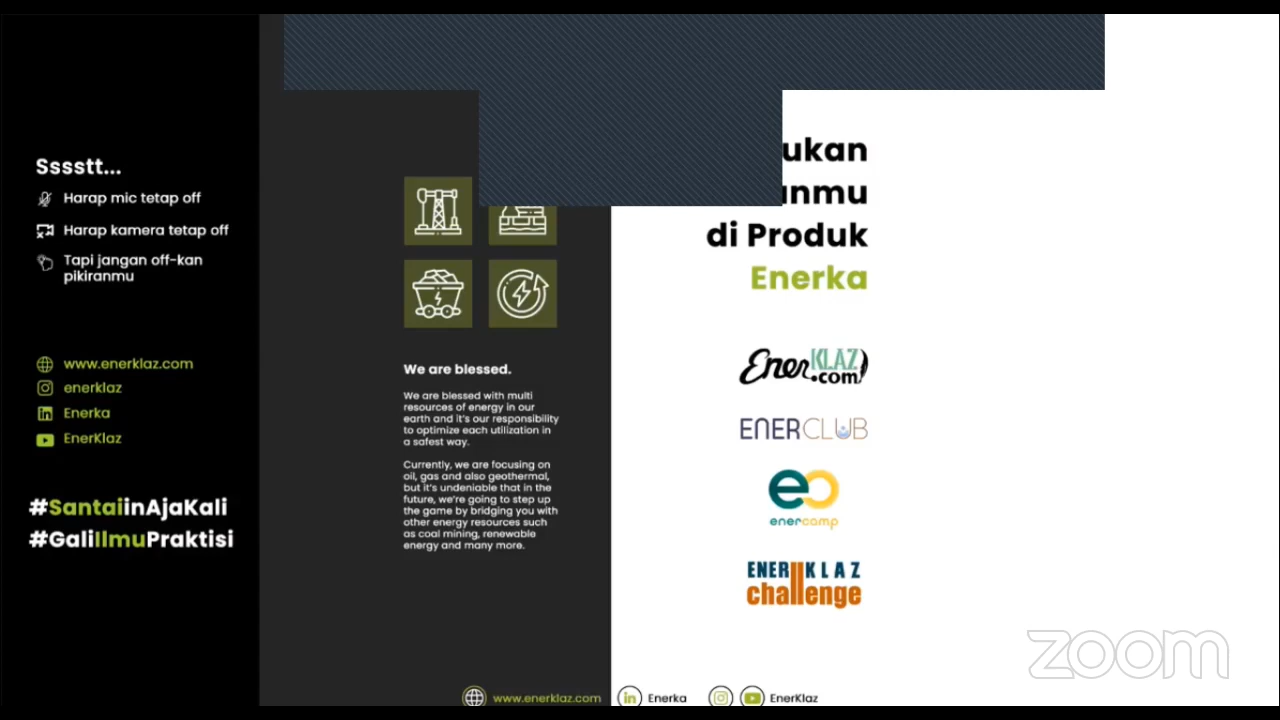 Sssstt...
Harap mic tetap off
Harap kamera tetap off
Tapi jangan off-kan
pikiranmu
www.enerklaz.com
enerklaz
Enerka
EnerKlaz
#SantaiinAjaKali
#GaliIlmuPraktisi
We are blessed.
We are blessed with multi
resources of energy in our
earth and it's our responsibility
to optimize each utilization in
a safest way.
Currently, we are focusing on
oil, gas and also geothermal,
but it's undeniable that in the
future, we're going to step up
the game by bridging you with
other energy resources such
as coal mining, renewable
energy and many more.
di Produk
Enerka
EnerKLAZ
.com
ENERCLUB
eo
enercamp
ENERKLAZ
challenge
www.enerklaz.com
in Enerka
EnerKlaz
zoom